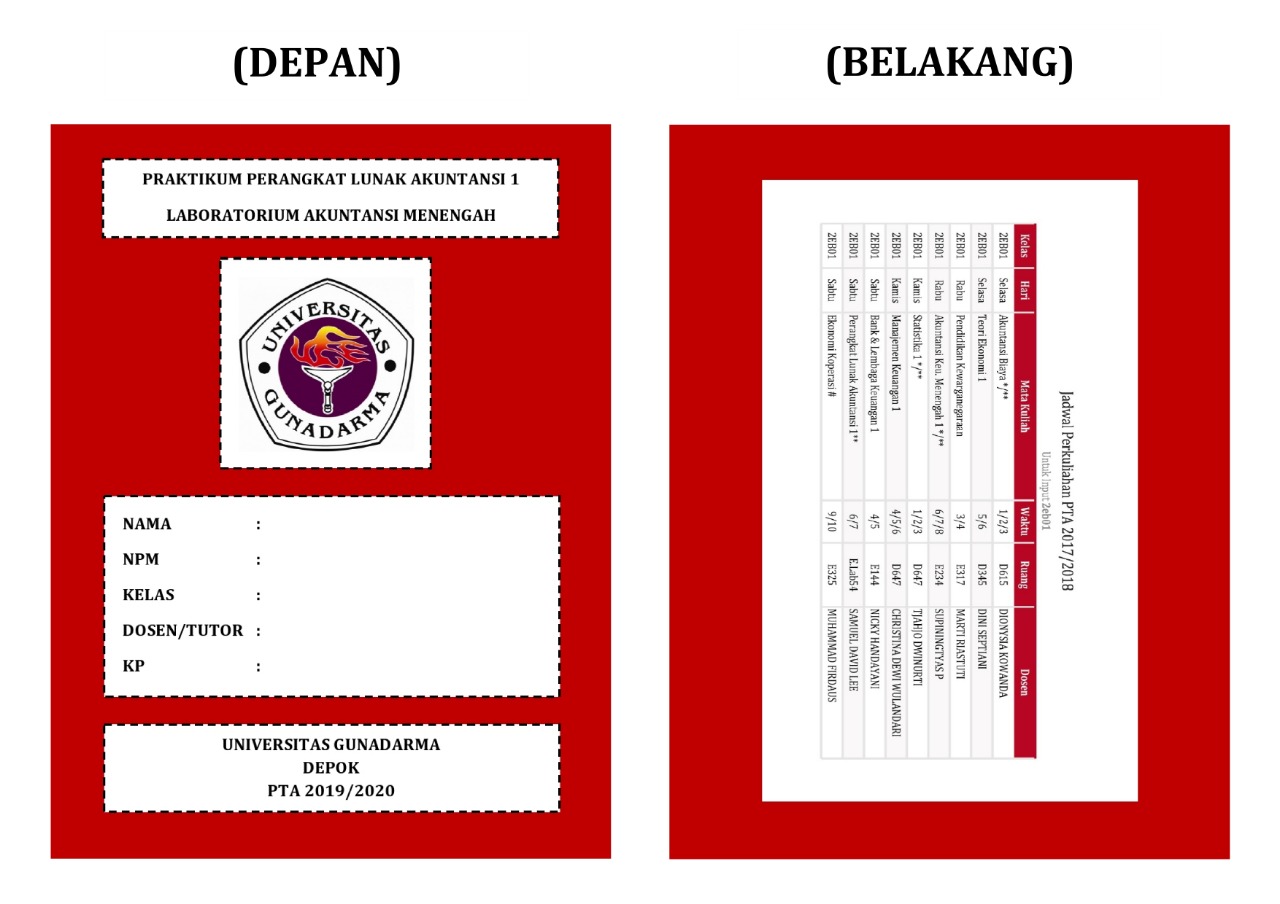 (DEPAN)
PRAKTIKUM PERANGKAT LUNAK AKUNTANSI 1
LABORATORIUM AKUNTANSI MENENGAH
UNIVERSITAS
GUNADARMA
NAMA :
NPM :
KELAS :
DOSEN/TUTOR :
KP :
UNIVERSITAS GUNADARMA
DEPOK
PTA 2019/2020
(BELAKANG)
Jadwal Perkuliahan PTA 2017/2018
Untuk Input 2eb01
Kelas Hari Mata Kuliah Waktu Ruang Dosen
2EB01 Selasa Akuntansi Biaya */** 1/2/3 D615 DIONYSIA KOWANDA
2EB01 Selasa Teori Ekonomi 1 5/6 D345 DINI SEPTIANI
2EB01 Rabu Pendidikan Kewarganegaraan 3/4 E317 MARTI RIASTUTI
2EB01 Rabu Akuntansi Keu. Menengah 1 */** 6/7/8 E234 SUPININGTYAS P
2EB01 Kamis Statistika 1 */** 1/2/3 D647 TJAHJO DWINURTI
2EB01 Kamis Manajemen Keuangan 1 4/5/6 D647 CHRISTINA DEWI WULANDARI
2EB01 Sabtu Bank & Lembaga Keuangan 1 4/5 E144 NICKY HANDAYANI
2EB01 Sabtu Perangkat Lunak Akuntansi 1** 6/7 E.Lab54 SAMUEL DAVID LEE
2EB01 Sabtu Ekonomi Koperasi # 9/10 E325 MUHAMMAD FIRDAUS